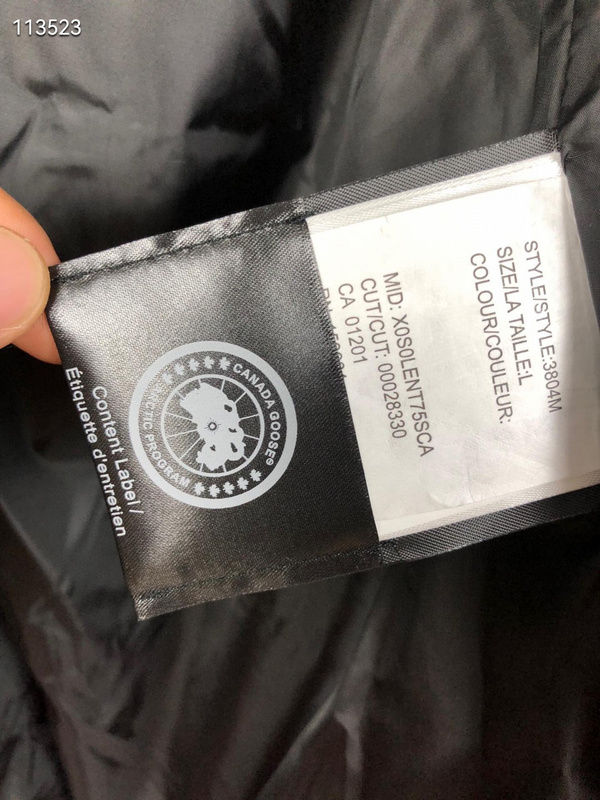 113523
CANADA GOOSE®
ARCTIC PROGRAM
Content Label /
Étiquette d'entretien
STYLE/STYLE:3804M
SIZE/LA TAILLE:L
COLOUR/COULEUR:
MID: X0S0LENT75SCA
CUT/CUT: 00028330
CA 01201